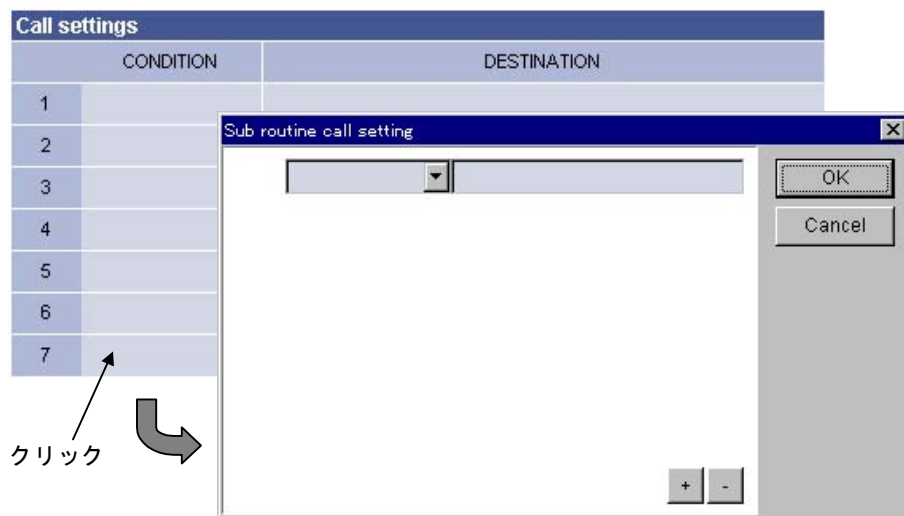 Call settings
CONDITION DESTINATION
1
2
3
4
5
6
7
Sub routine call setting
OK
Cancel
+ -
クリック